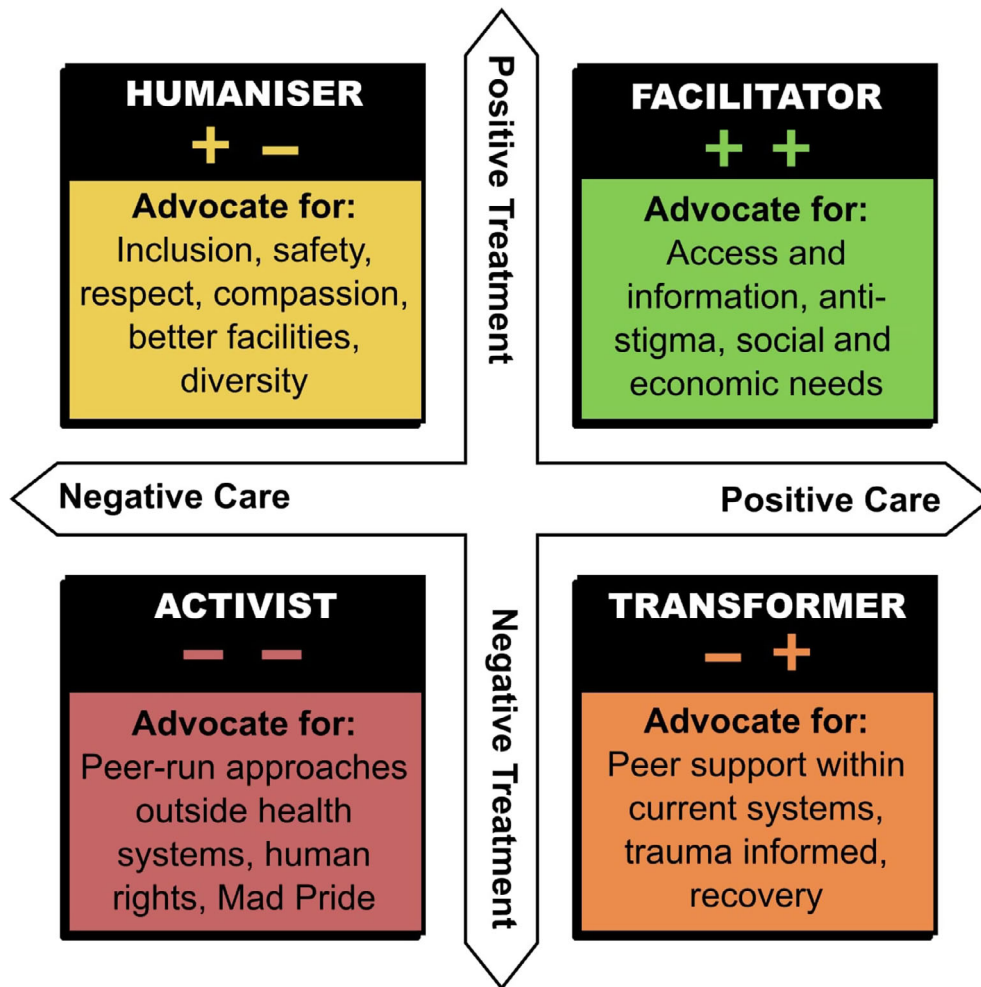 Positive Treatment
HUMANISER
+ –
Advocate for:
Inclusion, safety,
respect, compassion,
better facilities,
diversity
FACILITATOR
+ +
Advocate for:
Access and
information, anti-
stigma, social and
economic needs
Negative Care
Positive Care
ACTIVIST
– –
Advocate for:
Peer-run approaches
outside health
systems, human
rights, Mad Pride
Negative Treatment
TRANSFORMER
– +
Advocate for:
Peer support within
current systems,
trauma informed,
recovery